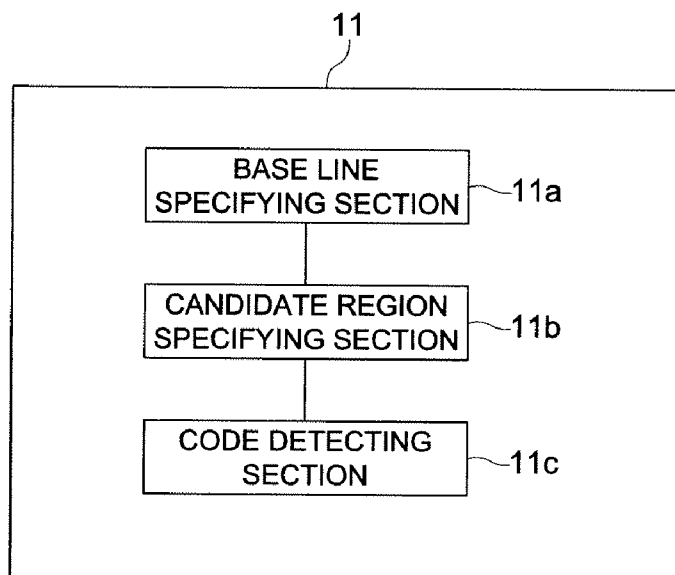 11
BASE LINE
SPECIFYING SECTION
11a
CANDIDATE REGION
SPECIFYING SECTION
11b
CODE DETECTING
SECTION
11c